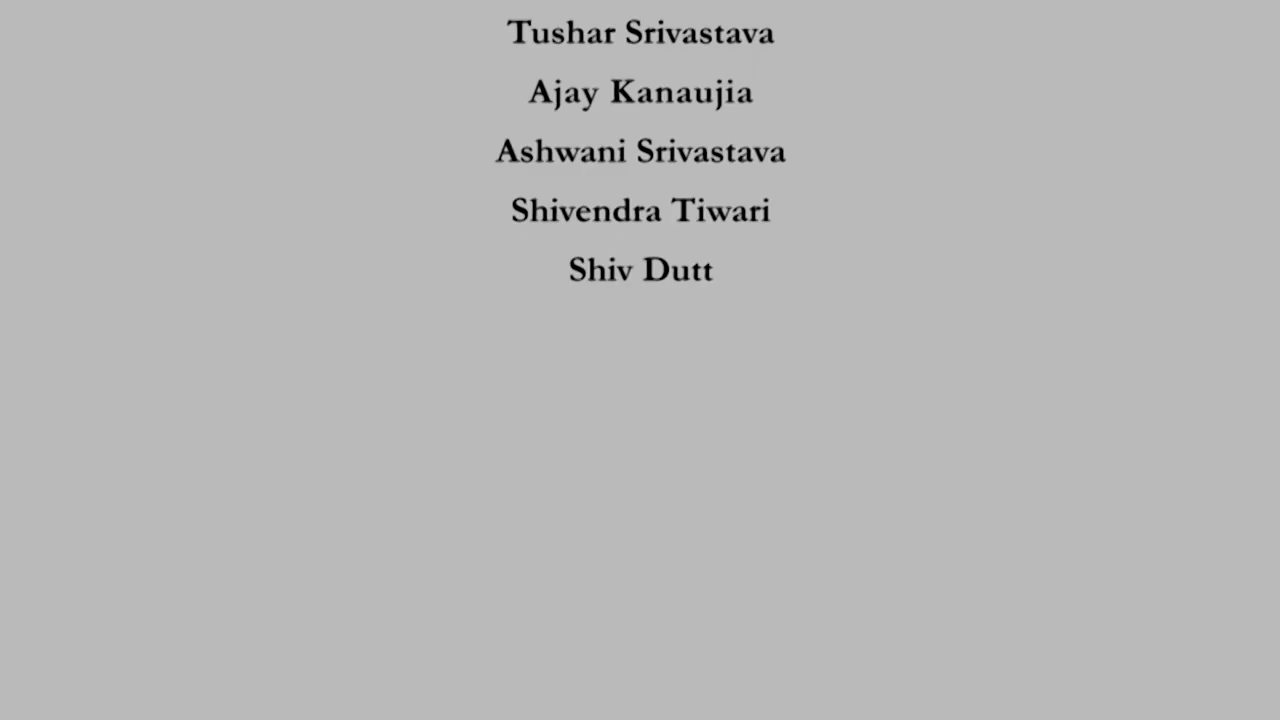 Tushar Srivastava
Ajay Kanaujia
Ashwani Srivastava
Shivendra Tiwari
Shiv Dutt